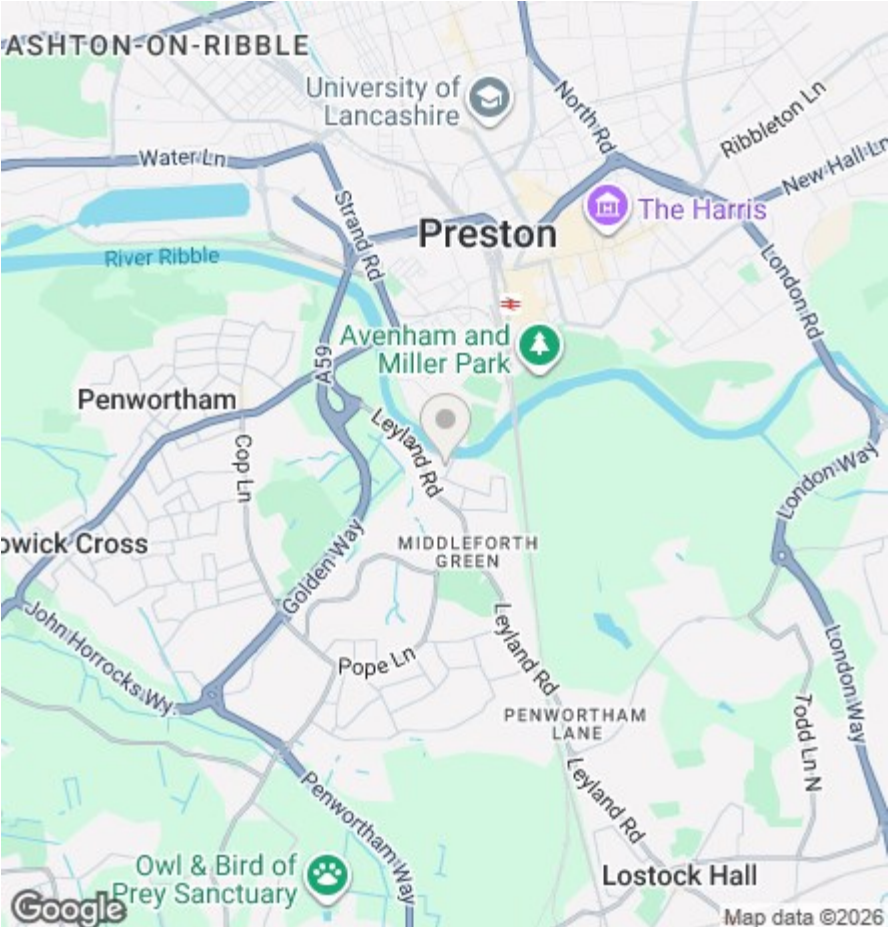 ASHTON-ON-RIBBLE
University of
Lancashire
North Rd
Ribbleton Ln
Water Ln
New Hall Ln
Strand Rd
The Harris
Preston
River Ribble
London Rd
Avenham and
Miller Park
A59
Penwortham
Leyland Rd
Cop Ln
London Way
owick Cross
MIDDLEFORTH
GREEN
Golden Way
John Horrocks Wy.
Leyland Rd
Pope Ln
London Way
PENWORTHAM
LANE
Todd Ln N
Leyland Rd
Penwortham Way
Owl & Bird of
Prey Sanctuary
Lostock Hall
Google
Map data ©2026